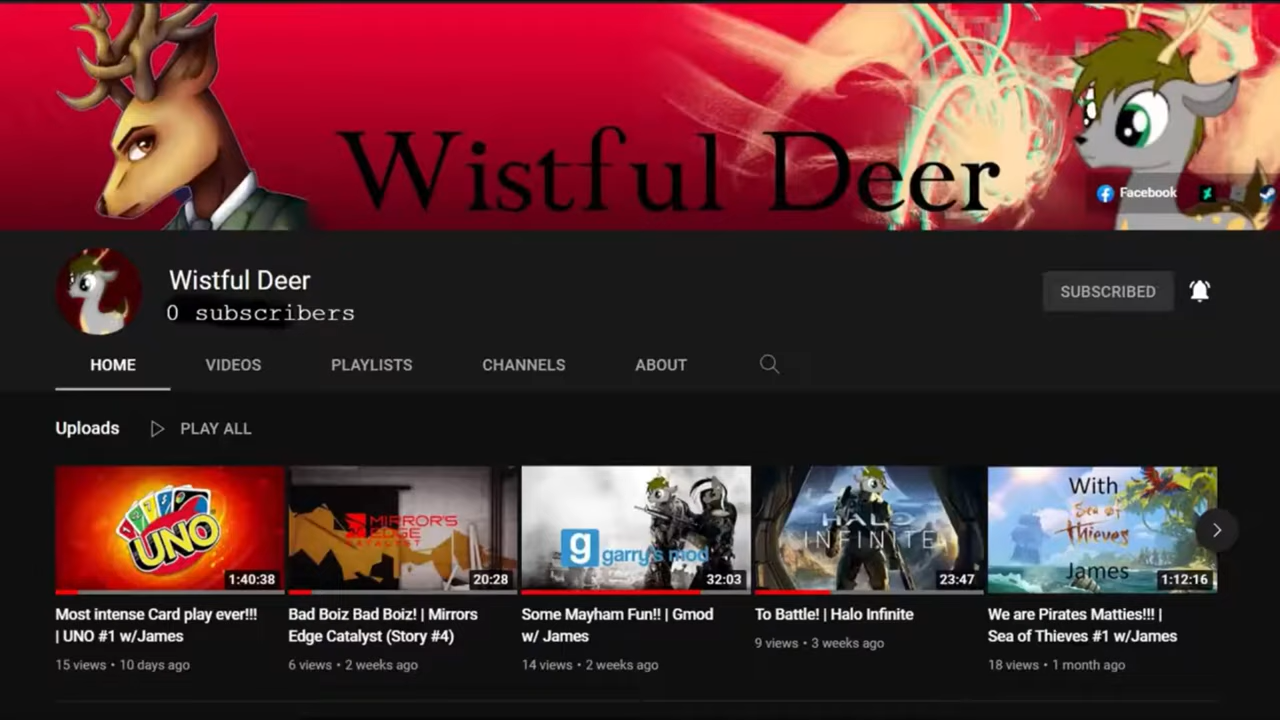 Wistful Deer
Facebook
Wistful Deer
0 subscribers
SUBSCRIBED
HOME
VIDEOS
PLAYLISTS
CHANNELS
ABOUT
Uploads
PLAY ALL
UNO
1:40:38
MIRROR'S
EDGE
CATALYST
20:28
g
garry's mod
32:03
HALO
INFINITE
23:47
With
Sea of
Thieves
James
1:12:16
Most intense Card play ever!!!
| UNO #1 w/James
15 views • 10 days ago
Bad Boiz Bad Boiz! | Mirrors
Edge Catalyst (Story #4)
6 views • 2 weeks ago
Some Mayham Fun!! | Gmod
w/ James
14 views • 2 weeks ago
To Battle! | Halo Infinite
9 views • 3 weeks ago
We are Pirates Matties!!! |
Sea of Thieves #1 w/James
18 views • 1 month ago